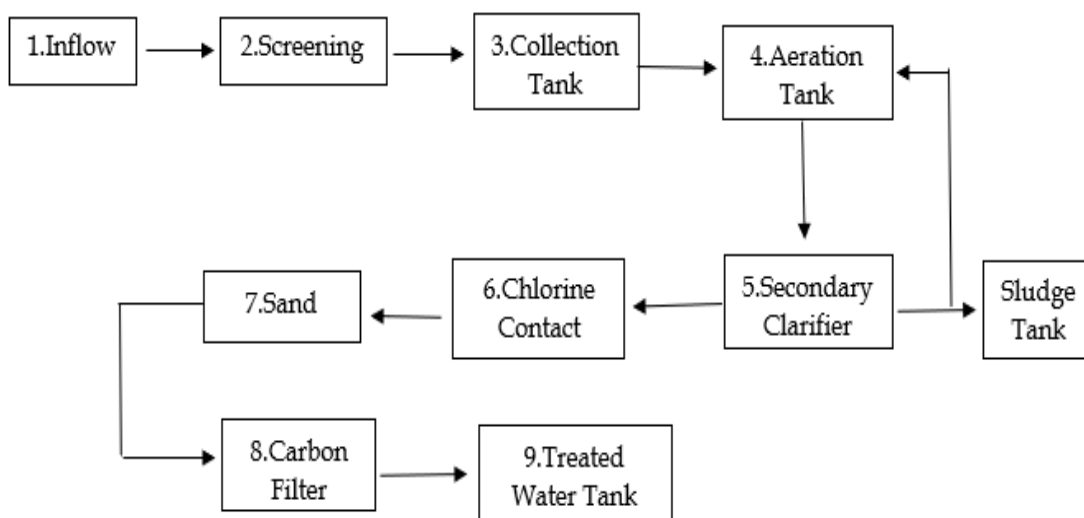 1.Inflow
2.Screening
3.Collection
Tank
4.Aeration
Tank
5.Secondary
Clarifier
Sludge
Tank
6.Chlorine
Contact
7.Sand
8.Carbon
Filter
9.Treated
Water Tank